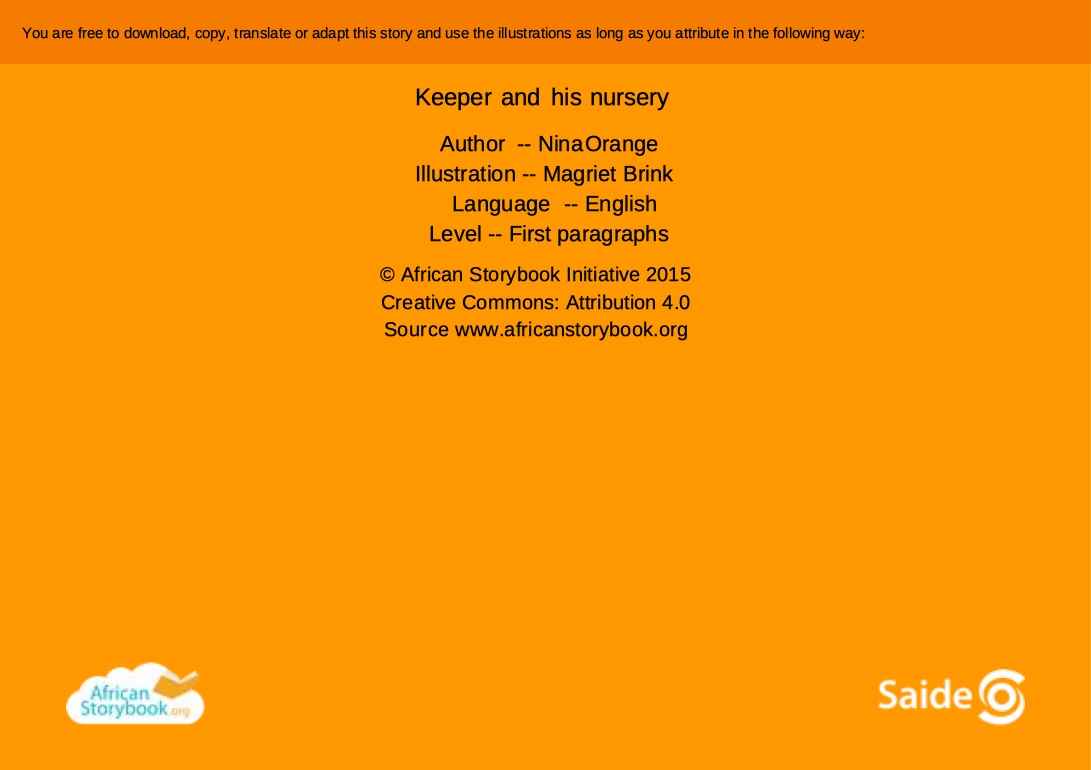 You are free to download, copy, translate or adapt this story and use the illustrations as long as you attribute in the following way:
Keeper and his nursery
Author -- Nina Orange
Illustration -- Magriet Brink
Language -- English
Level -- First paragraphs
© African Storybook Initiative 2015
Creative Commons: Attribution 4.0
Source www.africanstorybook.org
African
Storybook.org
Saide